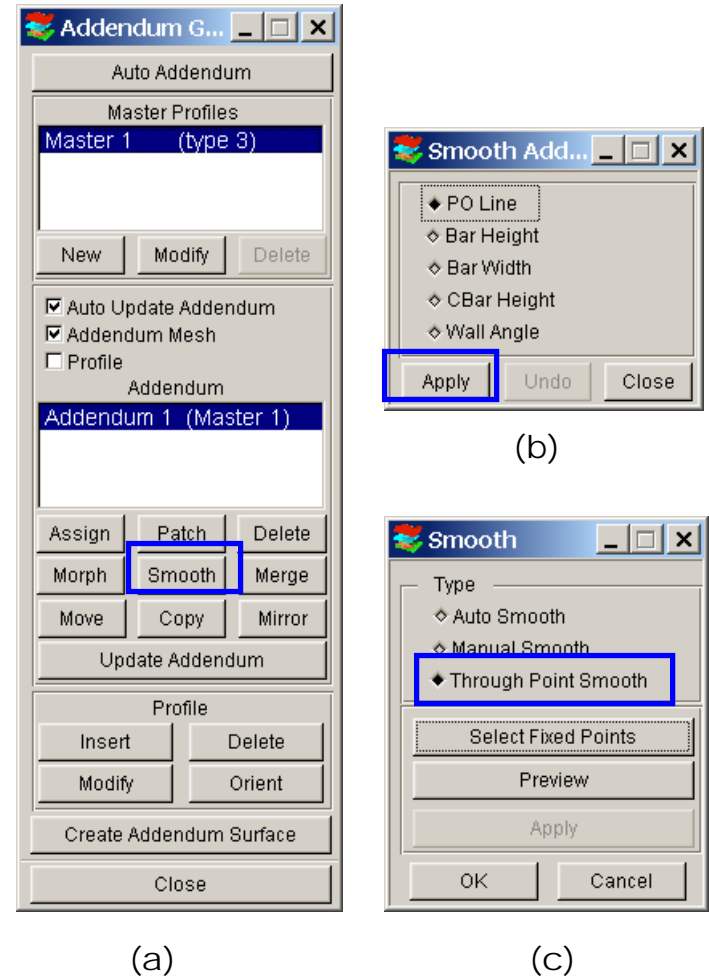 Addendum G...
Auto Addendum
Master Profiles
Master 1 (type 3)
New Modify Delete
Auto Update Addendum
Addendum Mesh
Profile
Addendum
Addendum 1 (Master 1)
Assign Patch Delete
Morph Smooth Merge
Move Copy Mirror
Update Addendum
Profile
Insert Delete
Modify Orient
Create Addendum Surface
Close
(a)
Smooth Add...
PO Line
Bar Height
Bar Width
CBar Height
Wall Angle
Apply Undo Close
(b)
Smooth
Type
Auto Smooth
Manual Smooth
Through Point Smooth
Select Fixed Points
Preview
Apply
OK Cancel
(c)